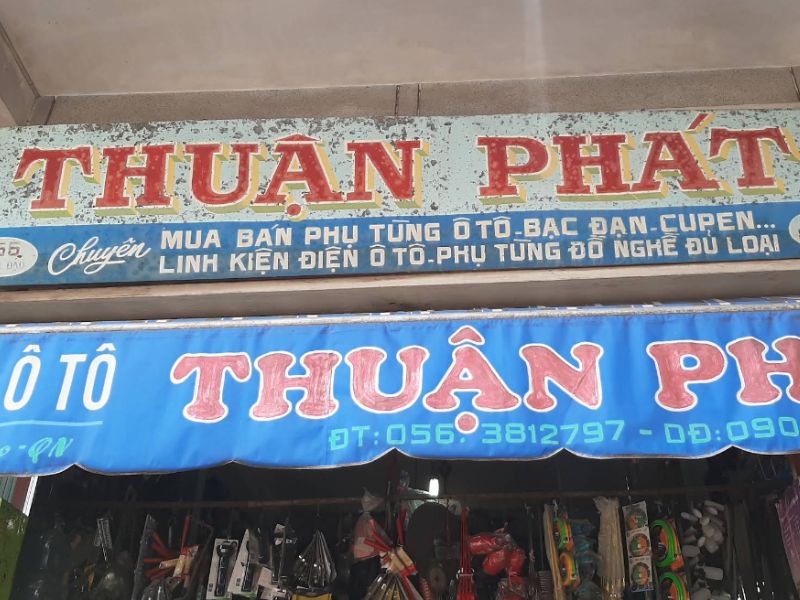 THUẬN PHÁT
Chuyên
MUA BÁN PHỤ TÙNG Ô TÔ - BẠC ĐẠN - CUPEN...
LINH KIỆN ĐIỆN Ô TÔ - PHỤ TÙNG ĐỒ NGHỀ ĐỦ LOẠI
Ô TÔ
THUẬN PH
ĐT: 056. 3812797 - DĐ: 090
- QN